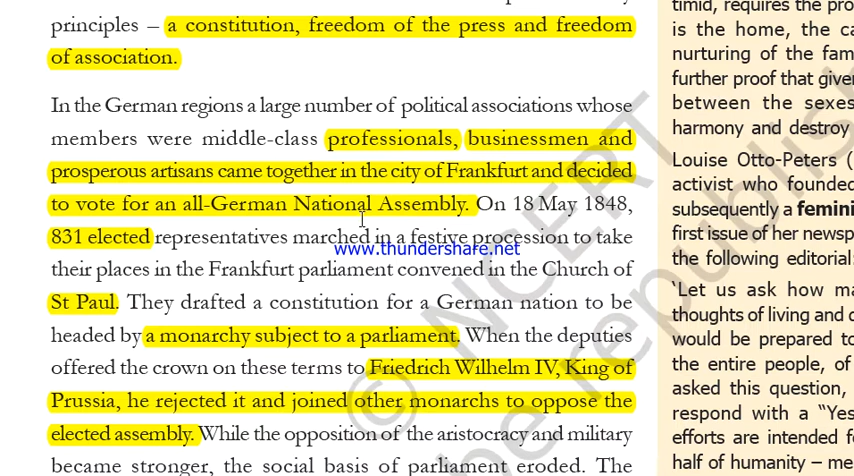 principles – a constitution, freedom of the press and freedom
of association.
In the German regions a large number of political associations whose
members were middle-class professionals, businessmen and
prosperous artisans came together in the city of Frankfurt and decided
to vote for an all-German National Assembly. On 18 May 1848,
831 elected representatives marched in a festive procession to take
www.thundershare.net
their places in the Frankfurt parliament convened in the Church of
St Paul. They drafted a constitution for a German nation to be
headed by a monarchy subject to a parliament. When the deputies
offered the crown on these terms to Friedrich Wilhelm IV, King of
Prussia, he rejected it and joined other monarchs to oppose the
elected assembly. While the opposition of the aristocracy and military
became stronger, the social basis of parliament eroded. The
timid, requires the pro
is the home, the ca
nurturing of the fam
further proof that give
between the sexes
harmony and destroy
Louise Otto-Peters (
activist who founded
subsequently a femini
first issue of her newsp
the following editorial:
‘Let us ask how ma
thoughts of living and d
would be prepared to
the entire people, of
asked this question,
respond with a “Yes
efforts are intended fo
half of humanity – me
© NCERT
be republis